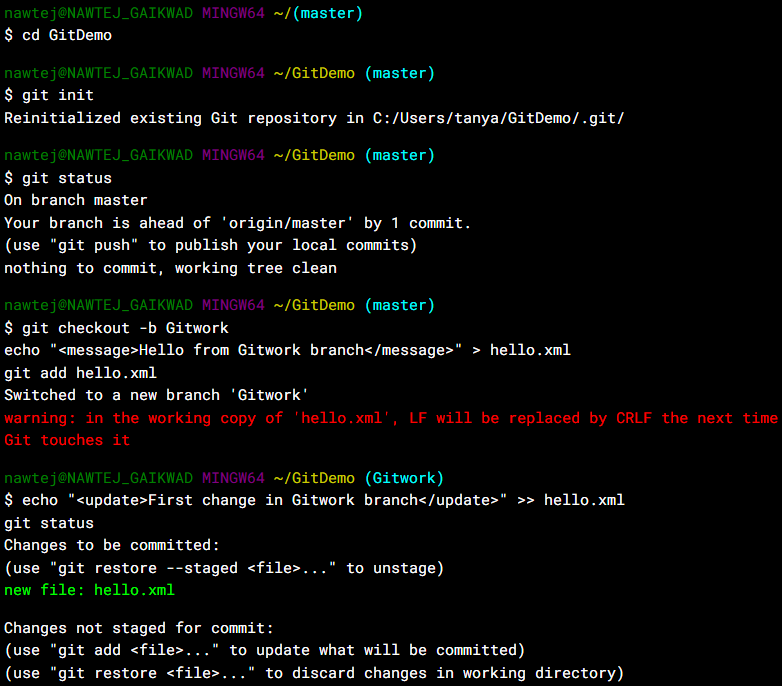 nawtej@NAWTEJ_GAIKWAD MINGW64 ~/(master)
$ cd GitDemo
nawtej@NAWTEJ_GAIKWAD MINGW64 ~/GitDemo (master)
$ git init
Reinitialized existing Git repository in C:/Users/tanya/GitDemo/.git/
nawtej@NAWTEJ_GAIKWAD MINGW64 ~/GitDemo (master)
$ git status
On branch master
Your branch is ahead of 'origin/master' by 1 commit.
(use "git push" to publish your local commits)
nothing to commit, working tree clean
nawtej@NAWTEJ_GAIKWAD MINGW64 ~/GitDemo (master)
$ git checkout -b Gitwork
echo "<message>Hello from Gitwork branch</message>" > hello.xml
git add hello.xml
Switched to a new branch 'Gitwork'
warning: in the working copy of 'hello.xml', LF will be replaced by CRLF the next time
Git touches it
nawtej@NAWTEJ_GAIKWAD MINGW64 ~/GitDemo (Gitwork)
$ echo "<update>First change in Gitwork branch</update>" >> hello.xml
git status
Changes to be committed:
(use "git restore --staged <file>..." to unstage)
new file: hello.xml
Changes not staged for commit:
(use "git add <file>..." to update what will be committed)
(use "git restore <file>..." to discard changes in working directory)